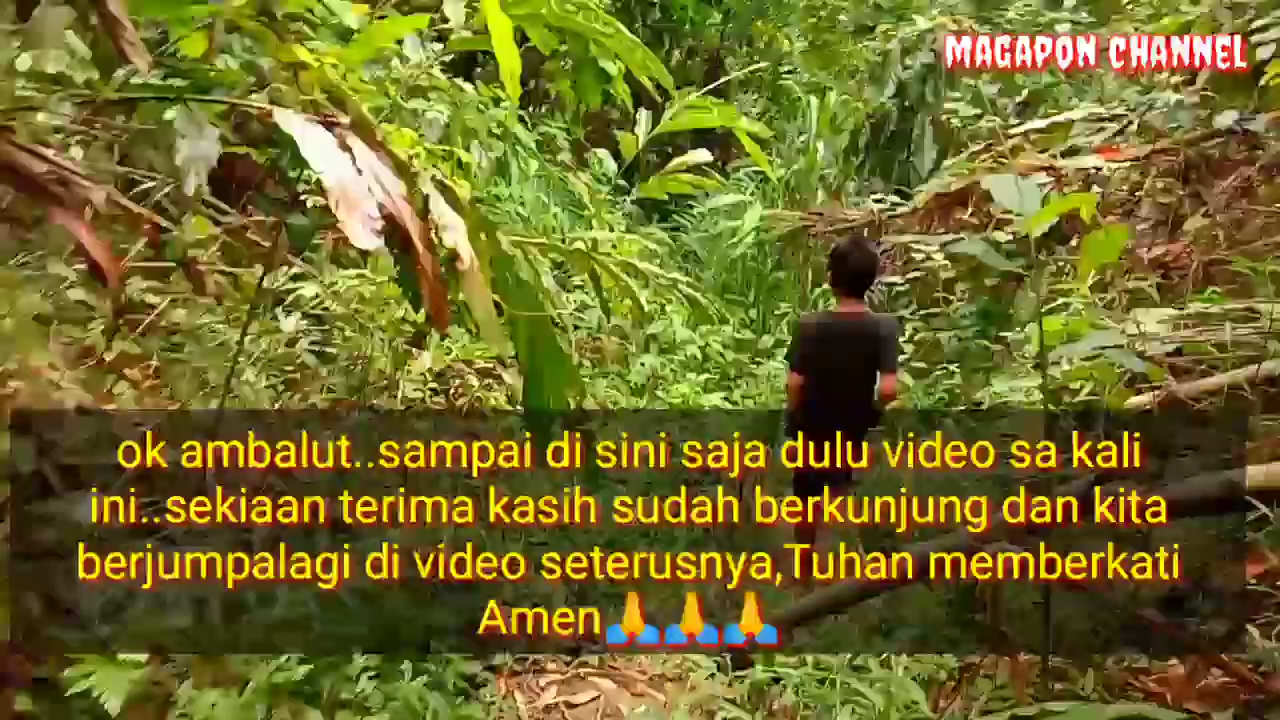 MAGAPON CHANNEL
ok ambalut..sampai di sini saja dulu video sa kali
ini..sekiaan terima kasih sudah berkunjung dan kita
berjumpalagi di video seterusnya,Tuhan memberkati
Amen🙏🙏🙏